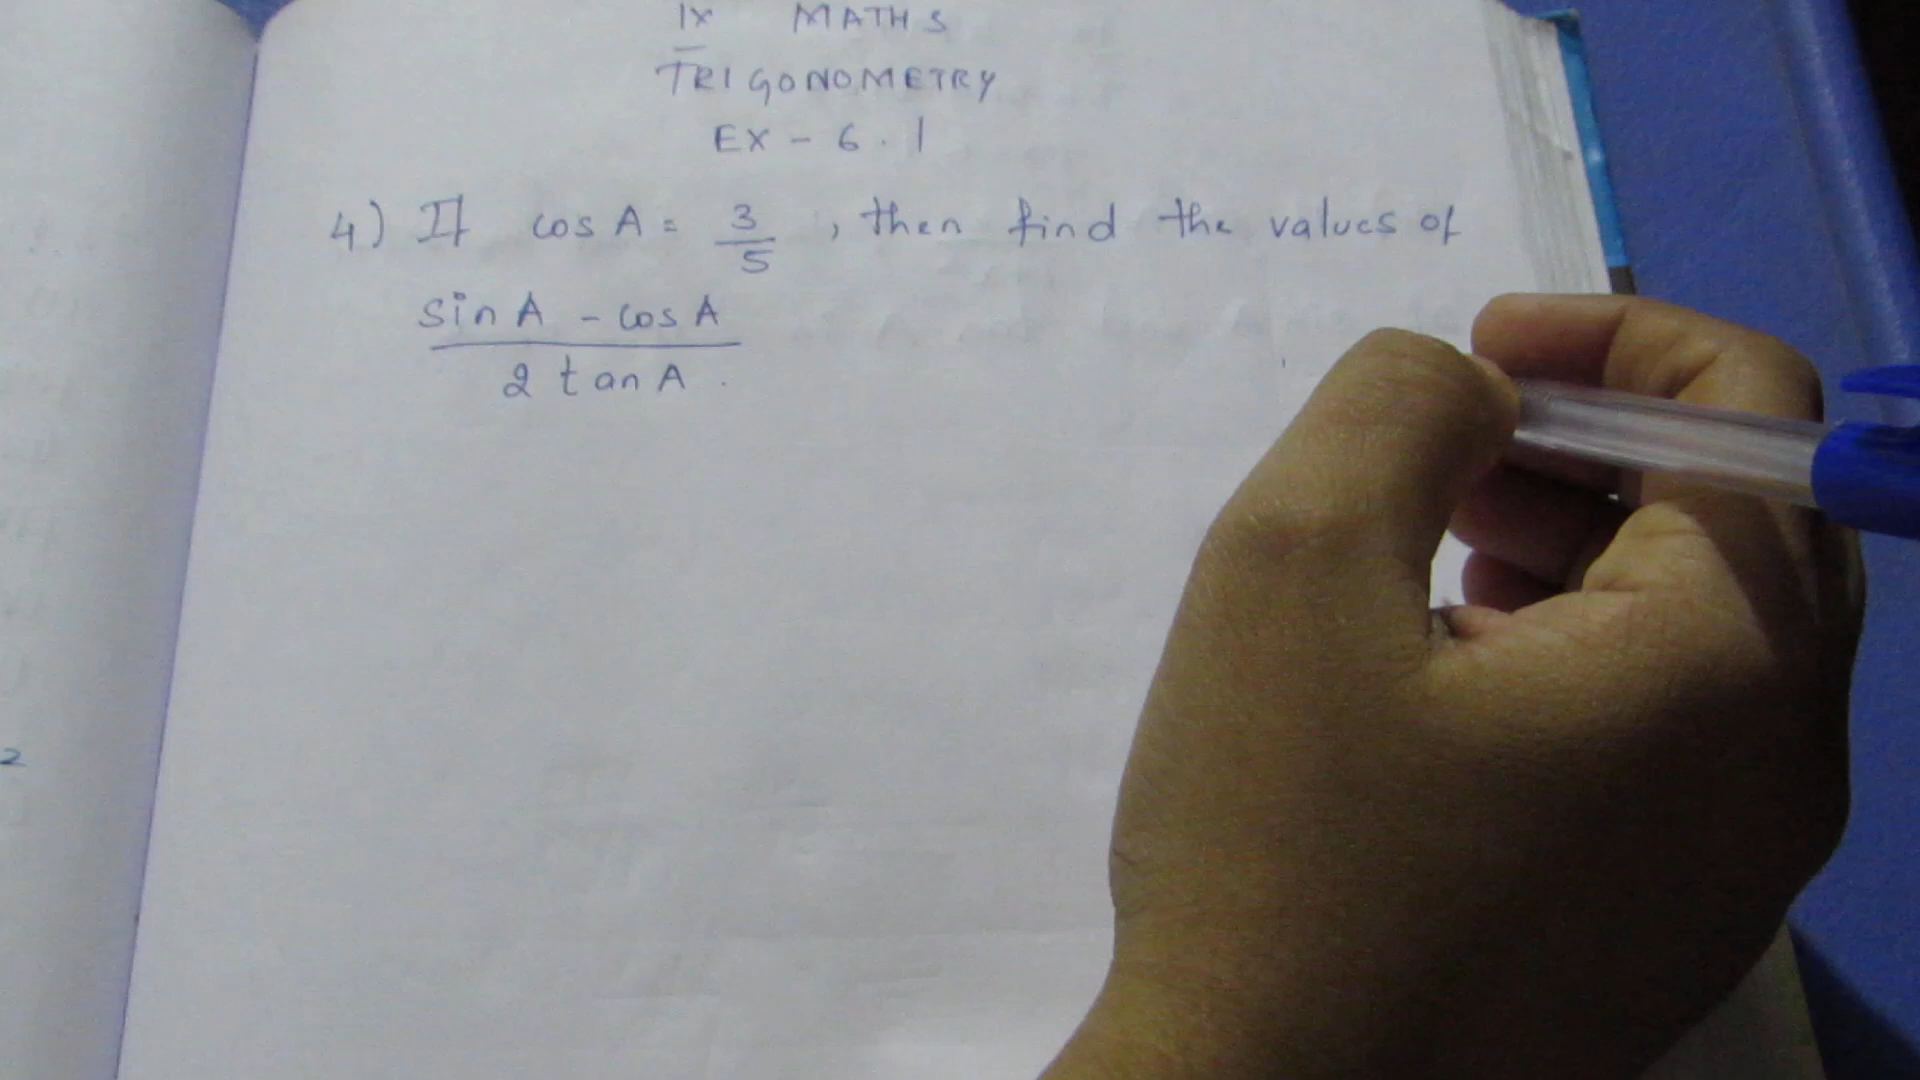 IX MATHS
TRIGONOMETRY
EX - 6.1
4) If cos A = 3/5, then find the values of
sin A - cos A
2 tan A.
2